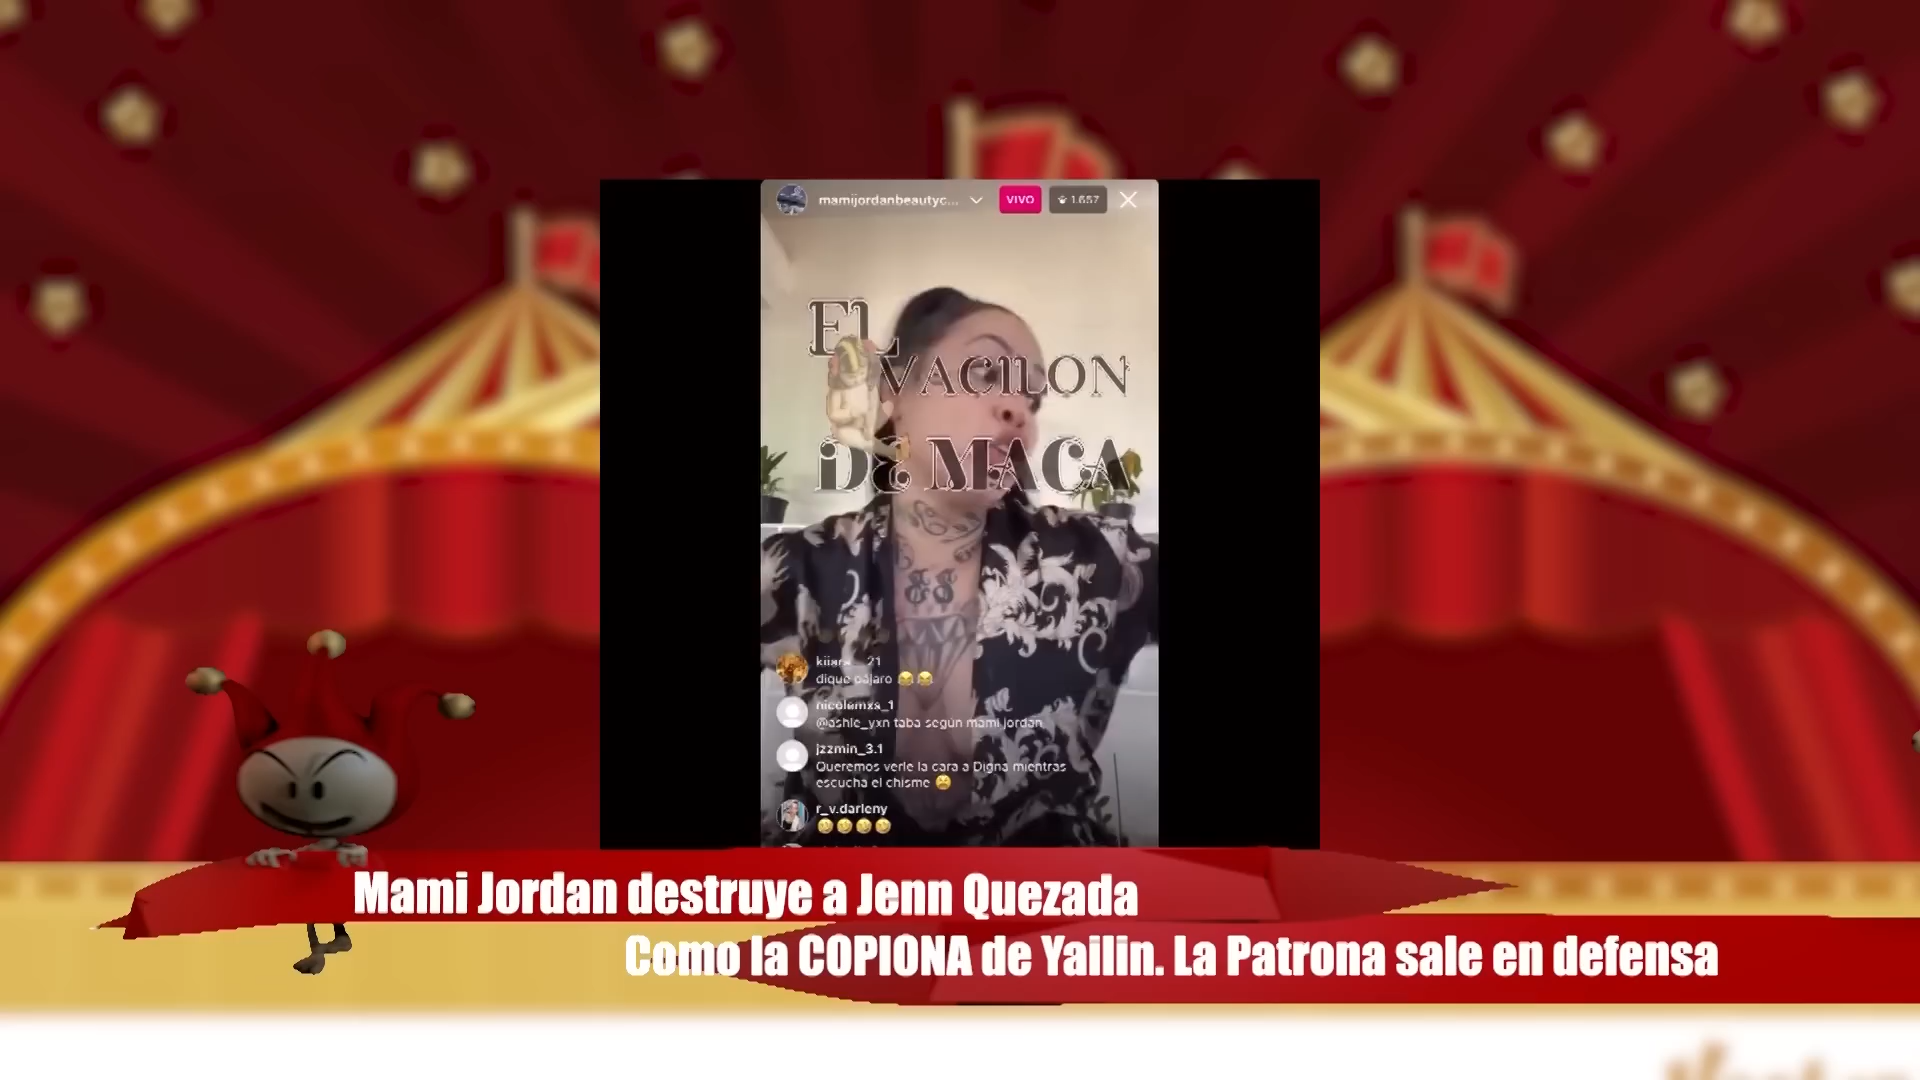 mamijordanbeautyc...
VIVO
1.657
EL
VACILON
DE MACA
dique pájaro 😂😂
nicolemxs_1
@ashle_yxn taba según mami jordan
jzzmin_3.1
Queremos verle la cara a Digna mientras
escucha el chisme 😫
r_v.darleny
🤣🤣🤣🤣
Mami Jordan destruye a Jenn Quezada
Como la COPIONA de Yailin. La Patrona sale en defensa